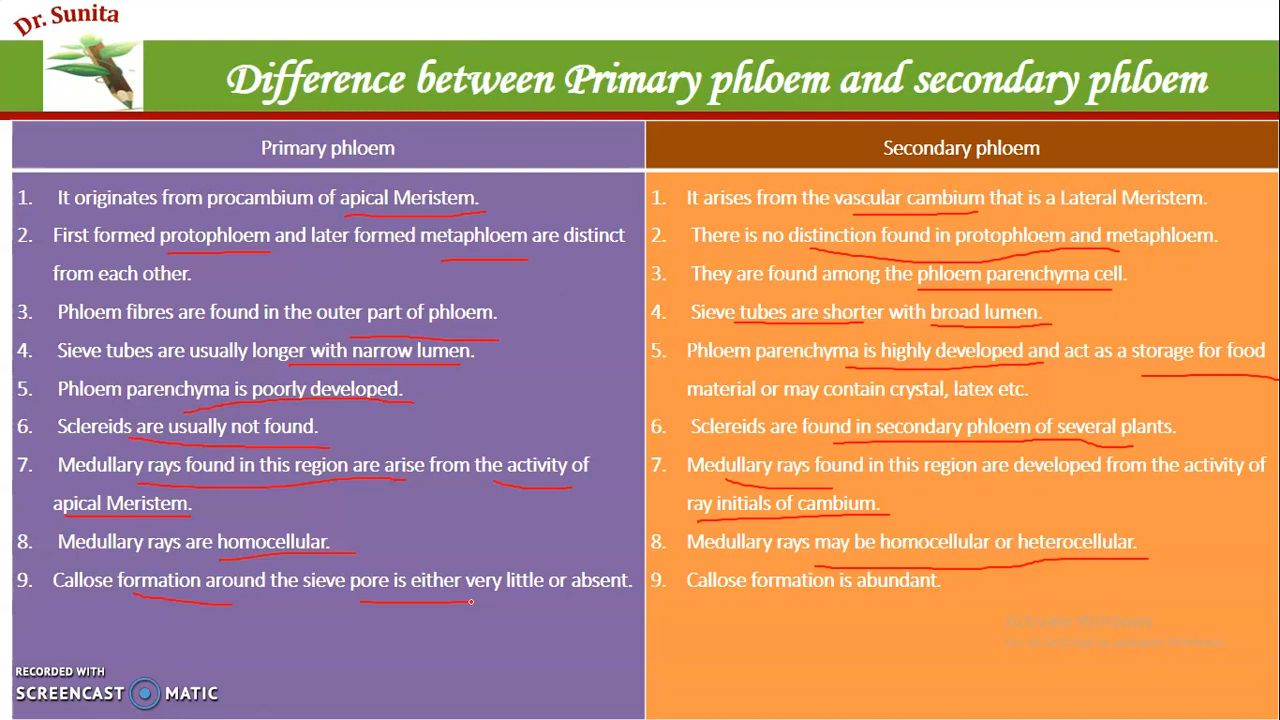 Dr. Sunita
Difference between Primary phloem and secondary phloem
Primary phloem
1. It originates from procambium of apical Meristem.
2. First formed protophloem and later formed metaphloem are distinct
from each other.
3. Phloem fibres are found in the outer part of phloem.
4. Sieve tubes are usually longer with narrow lumen.
5. Phloem parenchyma is poorly developed.
6. Sclereids are usually not found.
7. Medullary rays found in this region are arise from the activity of
apical Meristem.
8. Medullary rays are homocellular.
9. Callose formation around the sieve pore is either very little or absent.
Secondary phloem
1. It arises from the vascular cambium that is a Lateral Meristem.
2. There is no distinction found in protophloem and metaphloem.
3. They are found among the phloem parenchyma cell.
4. Sieve tubes are shorter with broad lumen.
5. Phloem parenchyma is highly developed and act as a storage for food
material or may contain crystal, latex etc.
6. Sclereids are found in secondary phloem of several plants.
7. Medullary rays found in this region are developed from the activity of
ray initials of cambium.
8. Medullary rays may be homocellular or heterocellular.
9. Callose formation is abundant.
Activate Windows
RECORDED WITH
SCREENCAST MATIC